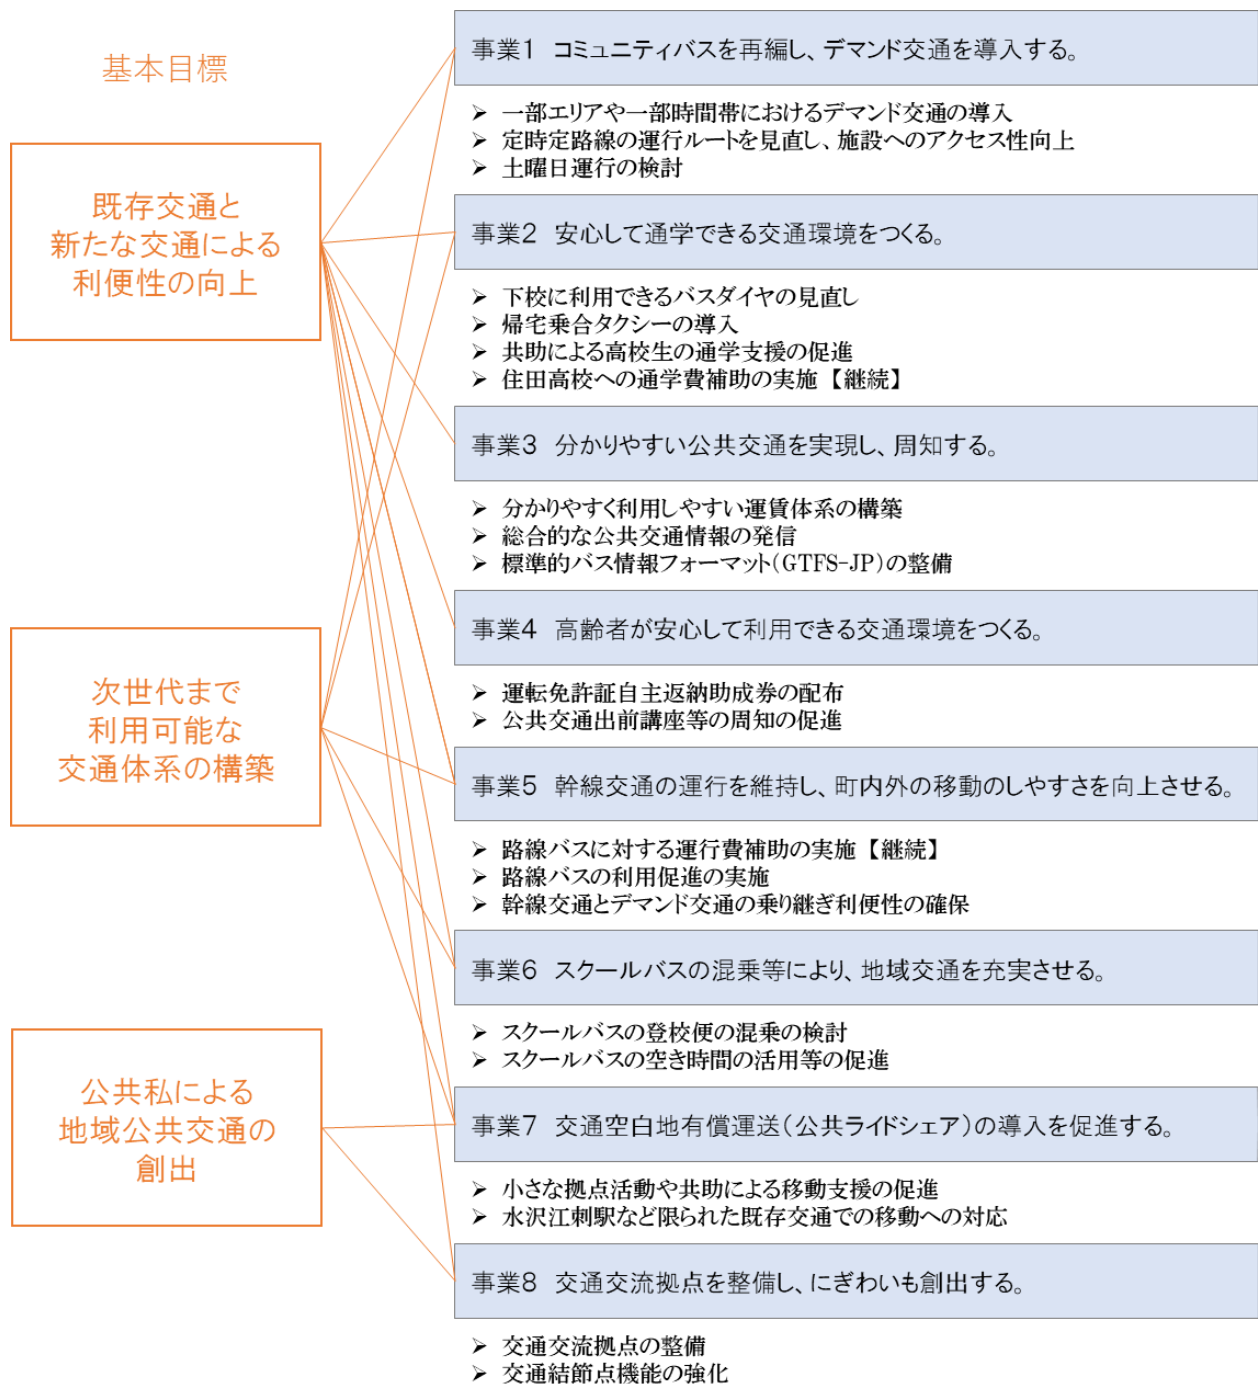 基本目標
既存交通と
新たな交通による
利便性の向上
次世代まで
利用可能な
交通体系の構築
公共私による
地域公共交通の
創出
事業1 コミュニティバスを再編し、デマンド交通を導入する。
➢ 一部エリアや一部時間帯におけるデマンド交通の導入
➢ 定時定路線の運行ルートを見直し、施設へのアクセス性向上
➢ 土曜日運行の検討
事業2 安心して通学できる交通環境をつくる。
➢ 下校に利用できるバスダイヤの見直し
➢ 帰宅乗合タクシーの導入
➢ 共助による高校生の通学支援の促進
➢ 住田高校への通学費補助の実施【継続】
事業3 分かりやすい公共交通を実現し、周知する。
➢ 分かりやすく利用しやすい運賃体系の構築
➢ 総合的な公共交通情報の発信
➢ 標準的バス情報フォーマット(GTFS-JP)の整備
事業4 高齢者が安心して利用できる交通環境をつくる。
➢ 運転免許証自主返納助成券の配布
➢ 公共交通出前講座等の周知の促進
事業5 幹線交通の運行を維持し、町内外の移動のしやすさを向上させる。
➢ 路線バスに対する運行費補助の実施【継続】
➢ 路線バスの利用促進の実施
➢ 幹線交通とデマンド交通の乗り継ぎ利便性の確保
事業6 スクールバスの混乗等により、地域交通を充実させる。
➢ スクールバスの登校便の混乗の検討
➢ スクールバスの空き時間の活用等の促進
事業7 交通空白地有償運送(公共ライドシェア)の導入を促進する。
➢ 小さな拠点活動や共助による移動支援の促進
➢ 水沢江刺駅など限られた既存交通での移動への対応
事業8 交通交流拠点を整備し、にぎわいも創出する。
➢ 交通交流拠点の整備
➢ 交通結節点機能の強化